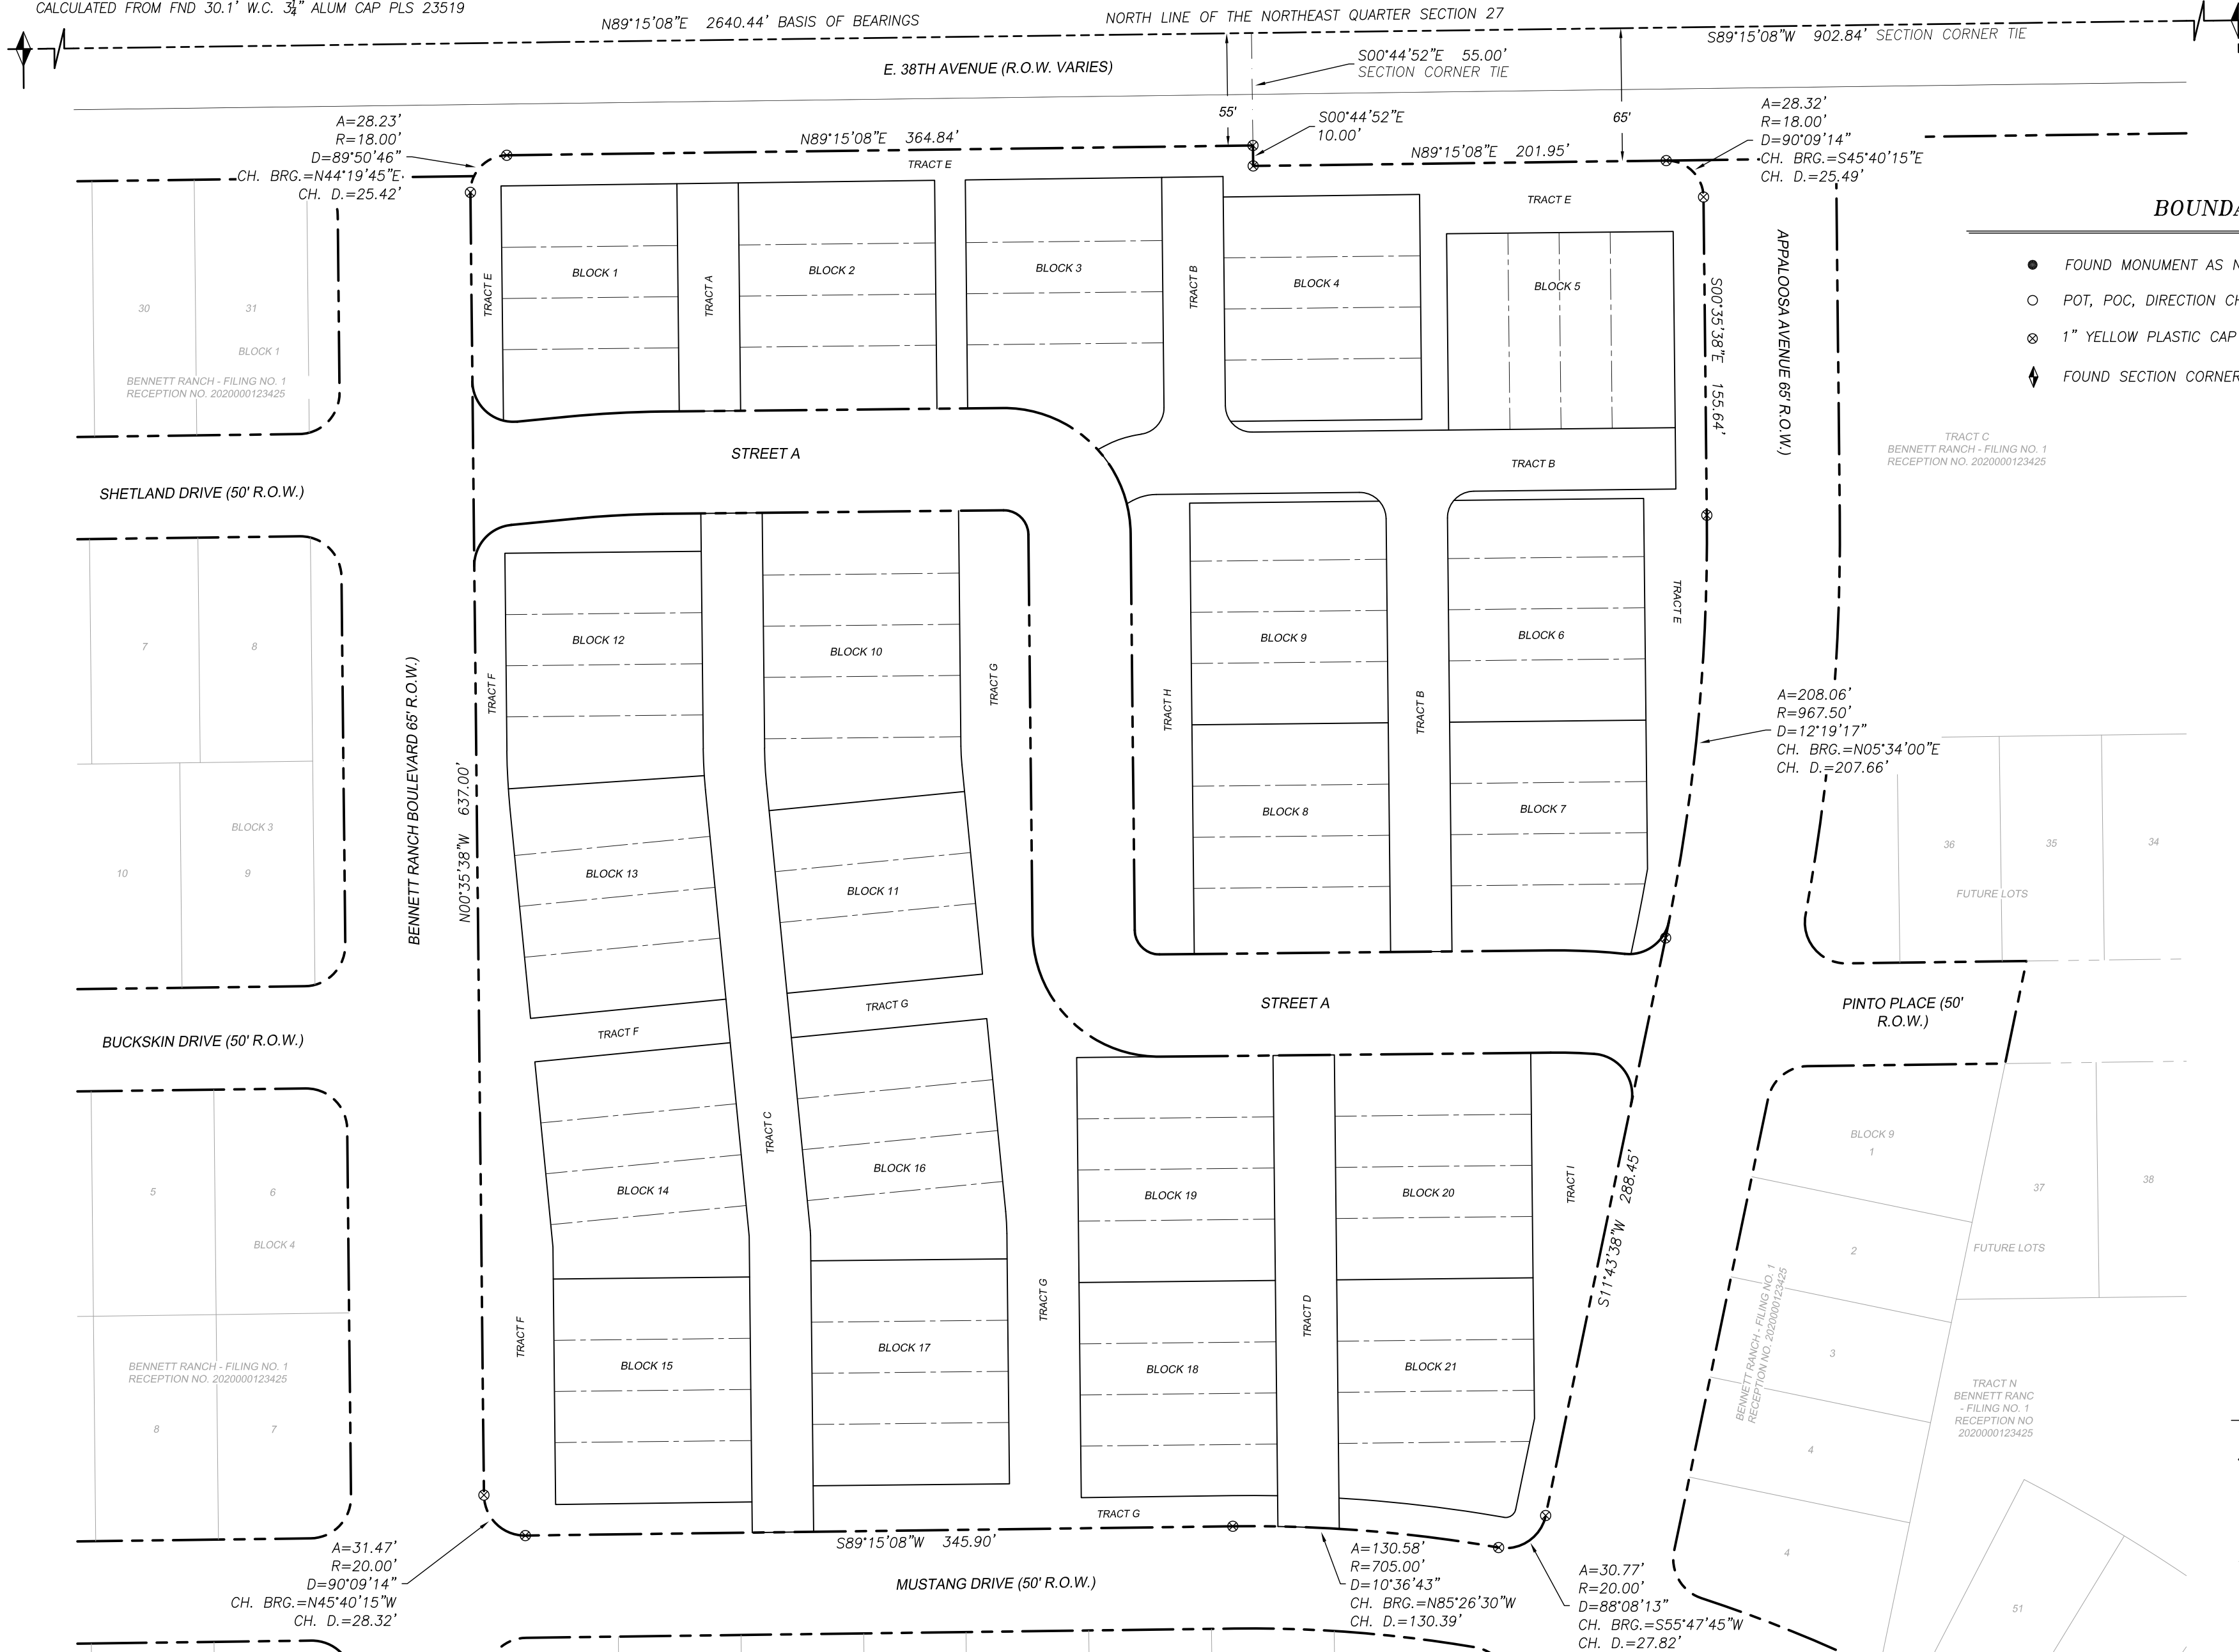 CALCULATED FROM FND 30.1' W.C. 3¼" ALUM CAP PLS 23519
N89°15'08"E 2640.44' BASIS OF BEARINGS
NORTH LINE OF THE NORTHEAST QUARTER SECTION 27
S89°15'08"W 902.84' SECTION CORNER TIE
E. 38TH AVENUE (R.O.W. VARIES)
S00°44'52"E 55.00'
SECTION CORNER TIE
55'
65'
S00°44'52"E
10.00'
A=28.23'
R=18.00'
D=89°50'46"
CH. BRG.=N44°19'45"E
CH. D.=25.42'
N89°15'08"E 364.84'
TRACT E
N89°15'08"E 201.95'
A=28.32'
R=18.00'
D=90°09'14"
CH. BRG.=S45°40'15"E
CH. D.=25.49'
TRACT E
BOUNDA
FOUND MONUMENT AS N
POT, POC, DIRECTION CH
1" YELLOW PLASTIC CAP
FOUND SECTION CORNER
30
31
BLOCK 1
BENNETT RANCH - FILING NO. 1
RECEPTION NO. 2020000123425
TRACT E
BLOCK 1
TRACT A
BLOCK 2
BLOCK 3
TRACT B
BLOCK 4
BLOCK 5
S00°35'38"E 155.64'
APPALOOSA AVENUE 65' R.O.W.)
TRACT C
BENNETT RANCH - FILING NO. 1
RECEPTION NO. 2020000123425
STREET A
TRACT B
SHETLAND DRIVE (50' R.O.W.)
7
8
10
BLOCK 3
9
BENNETT RANCH BOULEVARD 65' R.O.W.)
N00°35'38"W 637.00'
TRACT F
BLOCK 12
BLOCK 10
TRACT G
TRACT H
BLOCK 9
TRACT B
BLOCK 6
TRACT E
A=208.06'
R=967.50'
D=12°19'17"
CH. BRG.=N05°34'00"E
CH. D.=207.66'
BLOCK 13
BLOCK 11
BLOCK 8
BLOCK 7
36
35
34
FUTURE LOTS
BUCKSKIN DRIVE (50' R.O.W.)
TRACT F
TRACT G
STREET A
PINTO PLACE (50'
R.O.W.)
5
6
BLOCK 4
BENNETT RANCH - FILING NO. 1
RECEPTION NO. 2020000123425
8
7
BLOCK 14
TRACT C
BLOCK 16
BLOCK 19
BLOCK 20
TRACT I
S11°43'38"W 288.45'
BLOCK 9
1
2
3
4
4
37
38
FUTURE LOTS
BENNETT RANCH - FILING NO. 1
RECEPTION NO. 2020000123425
TRACT N
BENNETT RANC
- FILING NO. 1
RECEPTION NO
2020000123425
51
TRACT F
BLOCK 15
BLOCK 17
TRACT G
BLOCK 18
TRACT D
BLOCK 21
TRACT G
S89°15'08"W 345.90'
MUSTANG DRIVE (50' R.O.W.)
A=31.47'
R=20.00'
D=90°09'14"
CH. BRG.=N45°40'15"W
CH. D.=28.32'
A=130.58'
R=705.00'
D=10°36'43"
CH. BRG.=N85°26'30"W
CH. D.=130.39'
A=30.77'
R=20.00'
D=88°08'13"
CH. BRG.=S55°47'45"W
CH. D.=27.82'